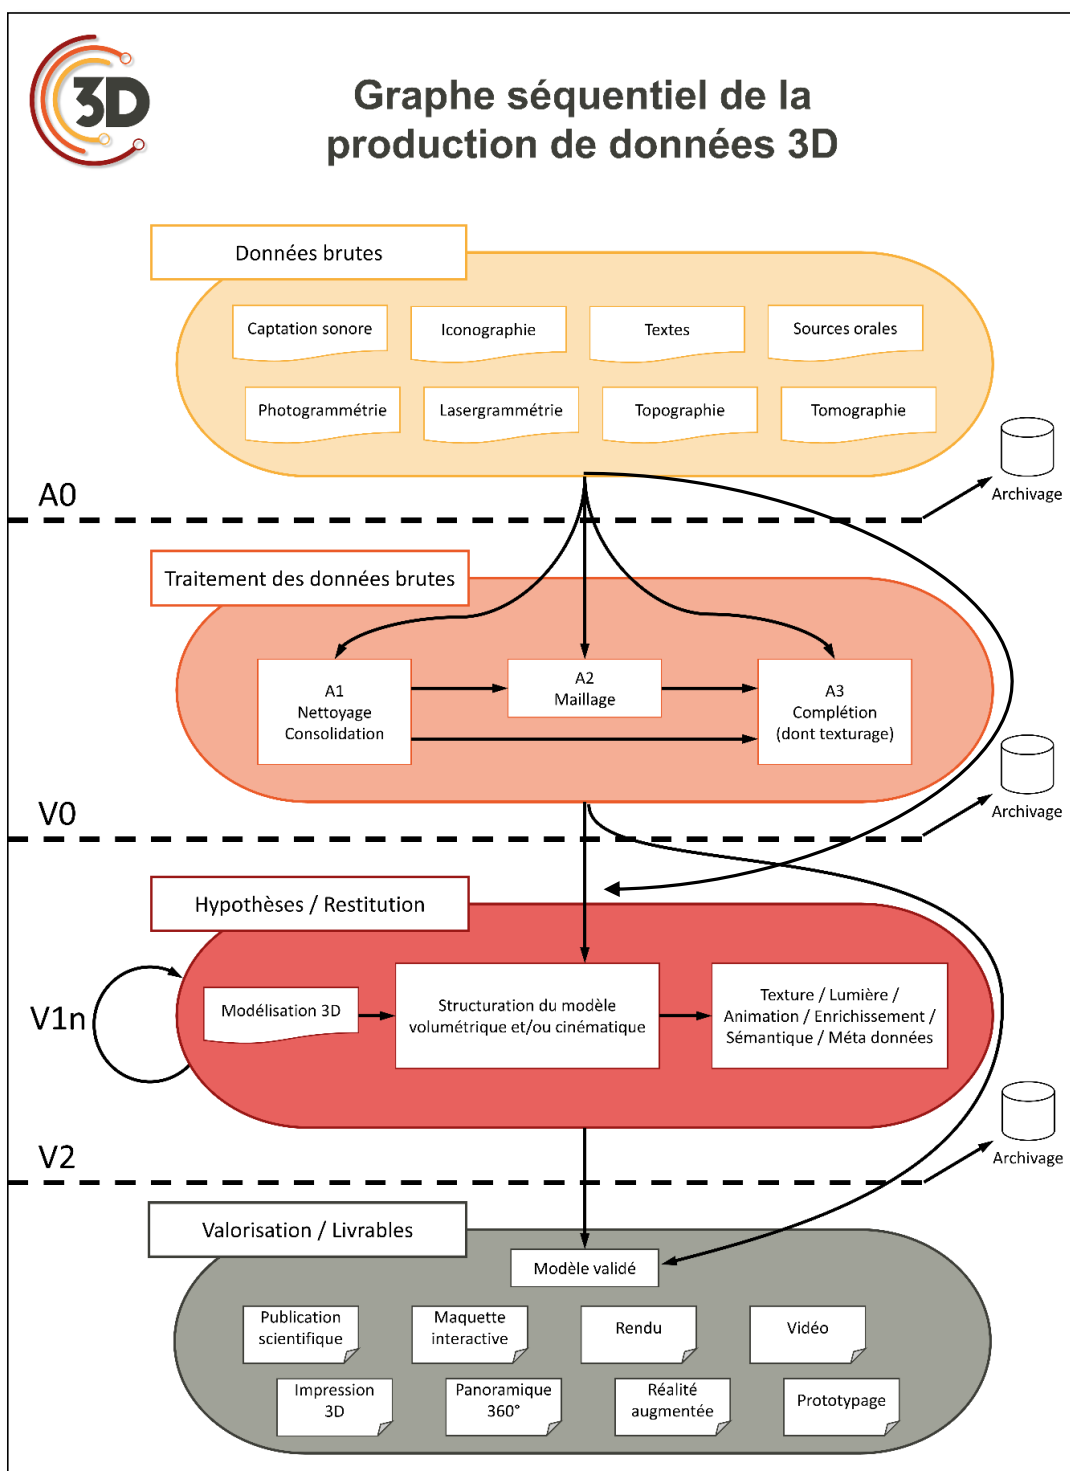 3D
Graphe séquentiel de la
production de données 3D
Données brutes
Captation sonore
Iconographie
Textes
Sources orales
Photogrammétrie
Lasergrammétrie
Topographie
Tomographie
Archivage
A0
Traitement des données brutes
A1
Nettoyage
Consolidation
A2
Maillage
A3
Complétion
(dont texturage)
Archivage
V0
Hypothèses / Restitution
V1n
Modélisation 3D
Structuration du modèle
volumétrique et/ou cinématique
Texture / Lumière /
Animation / Enrichissement /
Sémantique / Méta données
Archivage
V2
Valorisation / Livrables
Modèle validé
Publication
scientifique
Maquette
interactive
Rendu
Vidéo
Impression
3D
Panoramique
360°
Réalité
augmentée
Prototypage